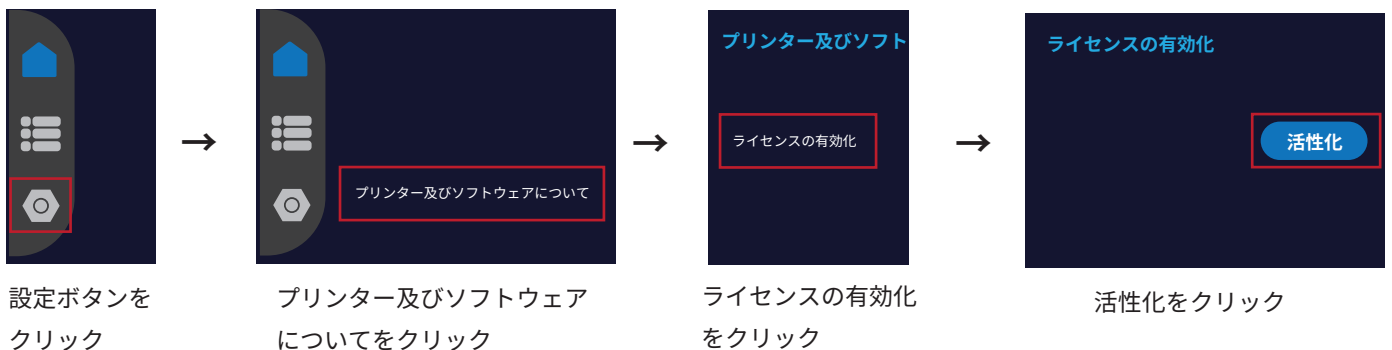 プリンター及びソフトウェアについて
プリンター及びソフト
ライセンスの有効化
ライセンスの有効化
活性化
設定ボタンを
クリック
プリンター及びソフトウェア
についてをクリック
ライセンスの有効化
をクリック
活性化をクリック